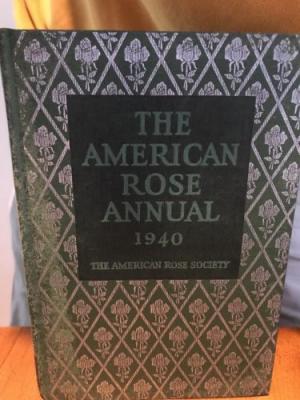 THE
AMERICAN
ROSE
ANNUAL
1940
THE AMERICAN ROSE SOCIETY